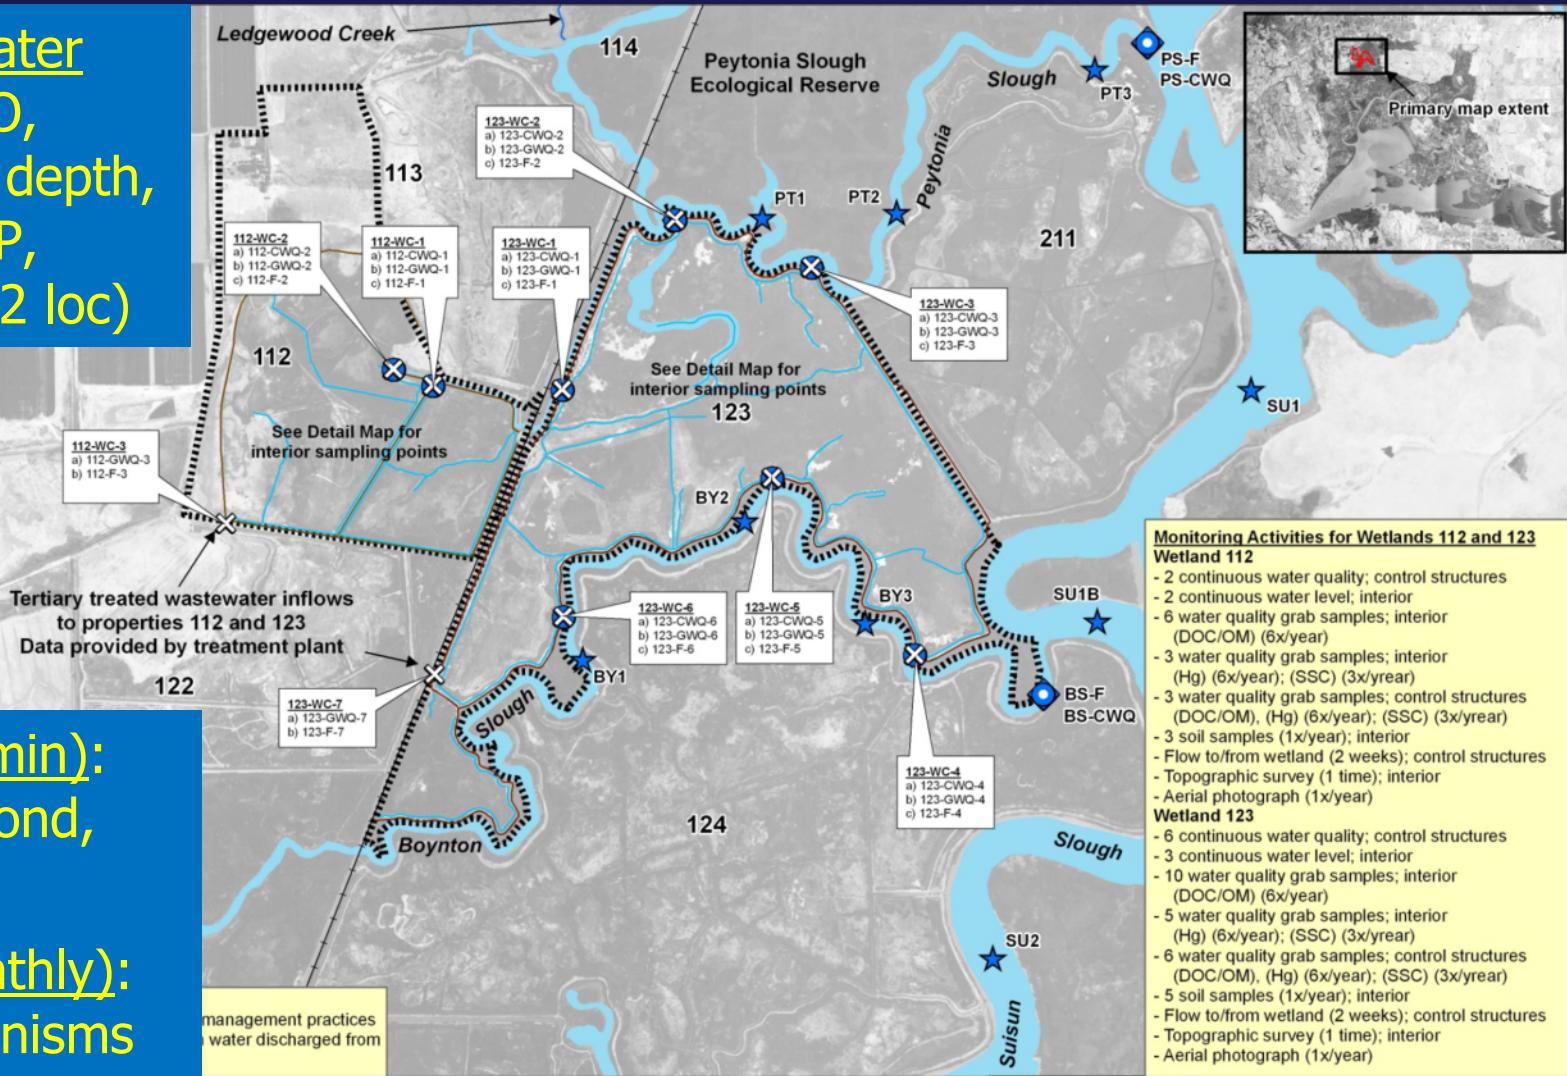 ater
O,
depth,
P,
2 loc)
min):
ond,
nthly):
nisms
management practices
water discharged from
Ledgewood Creek
114
Peytonia Slough
Ecological Reserve
Slough
Peytonia
PT3
PS-F
PS-CWQ
Primary map extent
113
123-WC-2
a) 123-CWQ-2
b) 123-GWQ-2
c) 123-F-2
PT1
PT2
211
112-WC-2
a) 112-CWQ-2
b) 112-GWQ-2
c) 112-F-2
112-WC-1
a) 112-CWQ-1
b) 112-GWQ-1
c) 112-F-1
123-WC-1
a) 123-CWQ-1
b) 123-GWQ-1
c) 123-F-1
123-WC-3
a) 123-CWQ-3
b) 123-GWQ-3
c) 123-F-3
112
See Detail Map for
interior sampling points
See Detail Map for
interior sampling points
123
SU1
112-WC-3
a) 112-GWQ-3
b) 112-F-3
BY2
Tertiary treated wastewater inflows
to properties 112 and 123
Data provided by treatment plant
122
123-WC-6
a) 123-CWQ-6
b) 123-GWQ-6
c) 123-F-6
123-WC-5
a) 123-CWQ-5
b) 123-GWQ-5
c) 123-F-5
BY3
SU1B
BY1
BS-F
BS-CWQ
123-WC-7
a) 123-GWQ-7
b) 123-F-7
Slough
Boynton
123-WC-4
a) 123-CWQ-4
b) 123-GWQ-4
c) 123-F-4
124
Slough
SU2
Suisun
Monitoring Activities for Wetlands 112 and 123
Wetland 112
- 2 continuous water quality; control structures
- 2 continuous water level; interior
- 6 water quality grab samples; interior
(DOC/OM) (6x/year)
- 3 water quality grab samples; interior
(Hg) (6x/year); (SSC) (3x/yrear)
- 3 water quality grab samples; control structures
(DOC/OM), (Hg) (6x/year); (SSC) (3x/yrear)
- 3 soil samples (1x/year); interior
- Flow to/from wetland (2 weeks); control structures
- Topographic survey (1 time); interior
- Aerial photograph (1x/year)
Wetland 123
- 6 continuous water quality; control structures
- 3 continuous water level; interior
- 10 water quality grab samples; interior
(DOC/OM) (6x/year)
- 5 water quality grab samples; interior
(Hg) (6x/year); (SSC) (3x/yrear)
- 6 water quality grab samples; control structures
(DOC/OM), (Hg) (6x/year); (SSC) (3x/yrear)
- 5 soil samples (1x/year); interior
- Flow to/from wetland (2 weeks); control structures
- Topographic survey (1 time); interior
- Aerial photograph (1x/year)